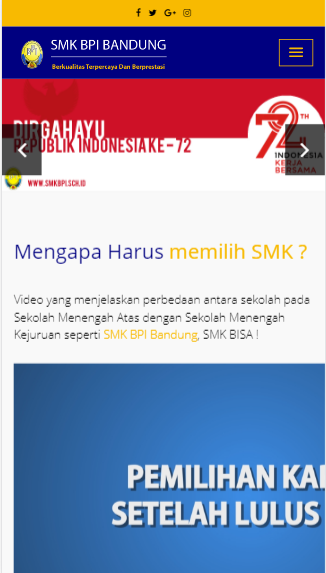 SMK BPI BANDUNG
Berkualitas Terpercaya Dan Berprestasi
DIRGAHAYU
REPUBLIK INDONESIA KE - 72
72
INDONESIA
KERJA
BERSAMA
WWW.SMKBPI.SCH.ID
Mengapa Harus memilih SMK ?
Video yang menjelaskan perbedaan antara sekolah pada
Sekolah Menengah Atas dengan Sekolah Menengah
Kejuruan seperti SMK BPI Bandung, SMK BISA !
PEMILIHAN KA
SETELAH LULUS